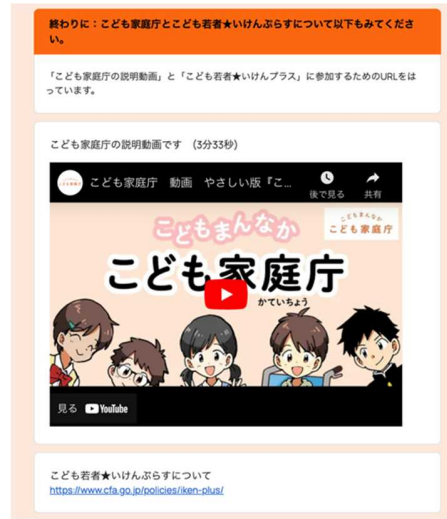 終わりに：こども家庭庁とこども若者★いけんぷらすについて以下もみてくださ
い。
「こども家庭庁の説明動画」と「こども若者★いけんプラス」に参加するためのURLをは
っています。
こども家庭庁の説明動画です （3分33秒）
こども家庭庁 動画 やさしい版『こ...
後で見る
共有
こどもまんなか
こどもまんなか
こども家庭庁
こども家庭庁
かていちょう
見る YouTube
こども若者★いけんぷらすについて
https://www.cfa.go.jp/policies/iken-plus/